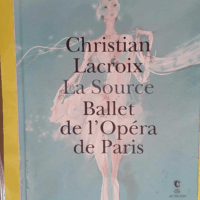 Christian
Lacroix
La Source
Ballet
de l'Opéra
de Paris